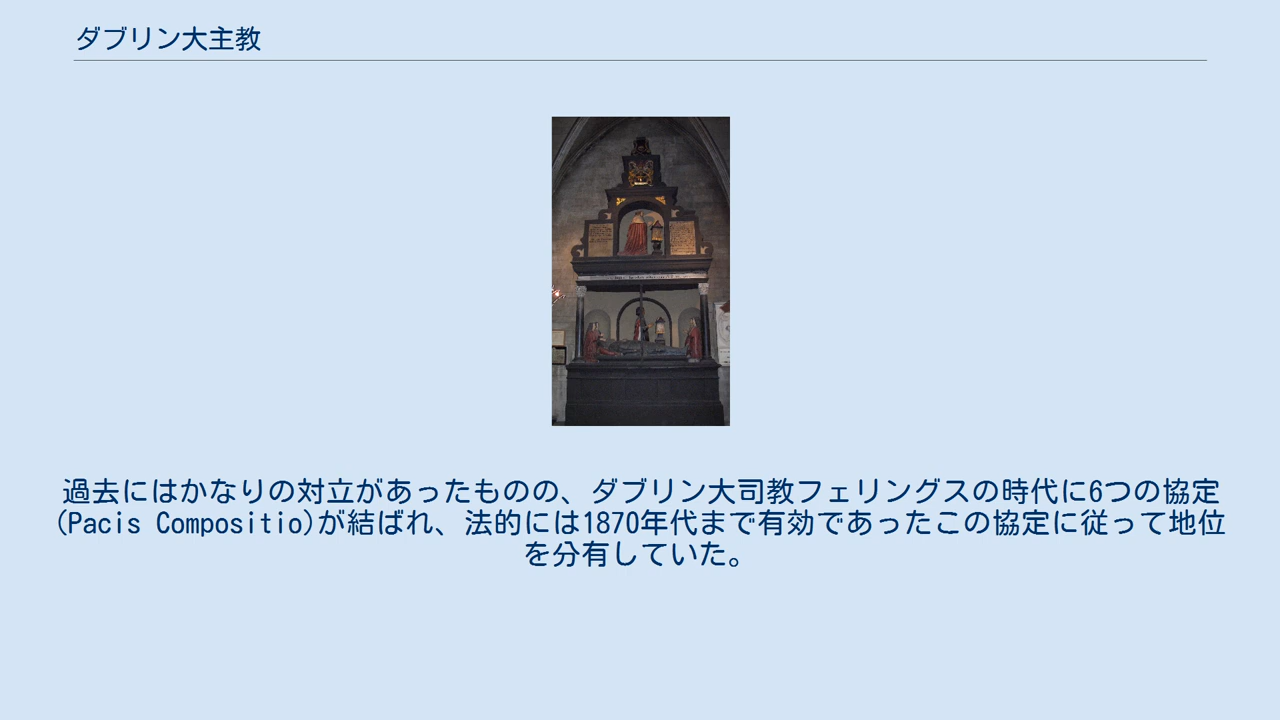 ダブリン大主教
過去にはかなりの対立があったものの、ダブリン大司教フェリングスの時代に6つの協定
(Pacis Compositio)が結ばれ、法的には1870年代まで有効であったこの協定に従って地位
を分有していた。